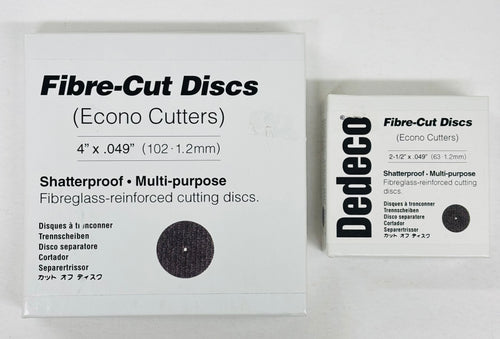 Fibre-Cut Discs
(Econo Cutters)
4" x .049" (102 · 1.2mm)
Shatterproof • Multi-purpose
Fibreglass-reinforced cutting discs.
Disques à tronconner
Trennscheiben
Disco separatore
Cortador
Separertrissor
カット オフ ディスク
Dedeco
Fibre-Cut Discs
(Econo Cutters)
2-1/2" x .049" (63 · 1.2mm)
Shatterproof • Multi-purpose
Fibreglass-reinforced cutting
discs.
Disques à tronconner
Trennscheiben
Disco separatore
Cortador
Separertrissor
カット オフ ディスク